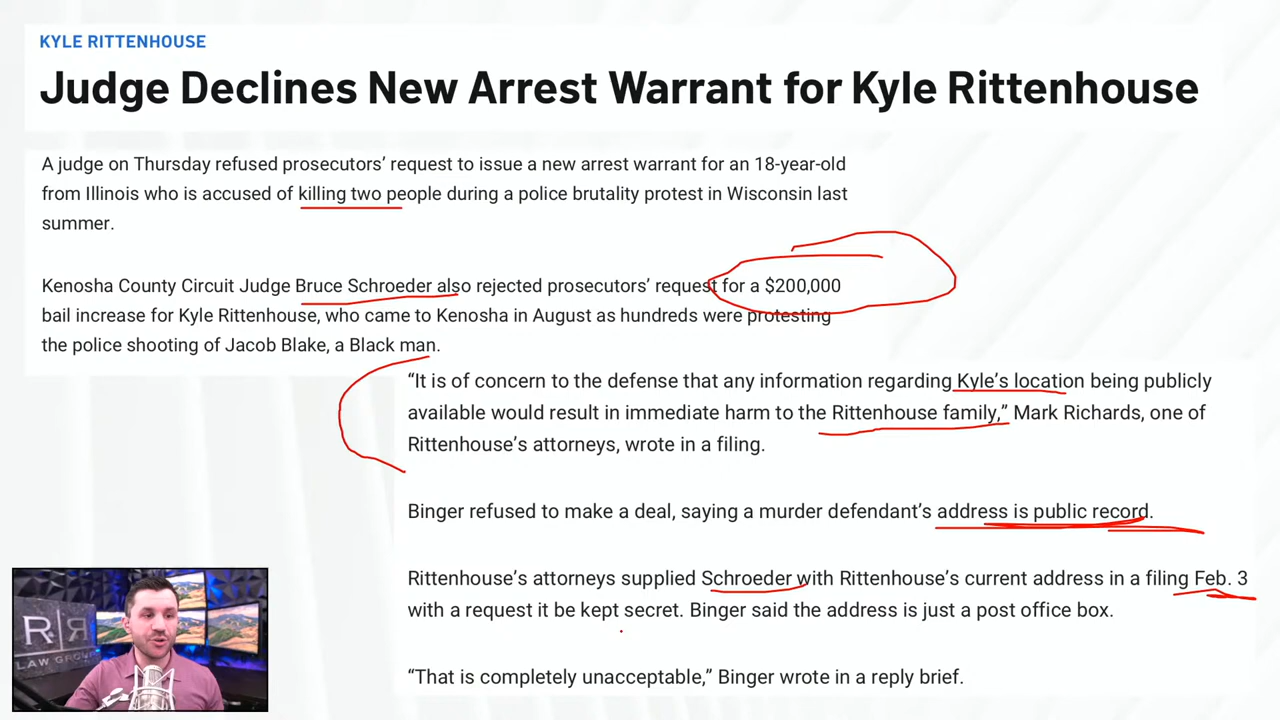 KYLE RITTENHOUSE
Judge Declines New Arrest Warrant for Kyle Rittenhouse
A judge on Thursday refused prosecutors’ request to issue a new arrest warrant for an 18-year-old
from Illinois who is accused of killing two people during a police brutality protest in Wisconsin last
summer.
Kenosha County Circuit Judge Bruce Schroeder also rejected prosecutors’ request for a $200,000
bail increase for Kyle Rittenhouse, who came to Kenosha in August as hundreds were protesting
the police shooting of Jacob Blake, a Black man.
“It is of concern to the defense that any information regarding Kyle’s location being publicly
available would result in immediate harm to the Rittenhouse family,” Mark Richards, one of
Rittenhouse’s attorneys, wrote in a filing.
Binger refused to make a deal, saying a murder defendant’s address is public record.
Rittenhouse’s attorneys supplied Schroeder with Rittenhouse’s current address in a filing Feb. 3
with a request it be kept secret. Binger said the address is just a post office box.
“That is completely unacceptable,” Binger wrote in a reply brief.
R|R
LAW GROUP